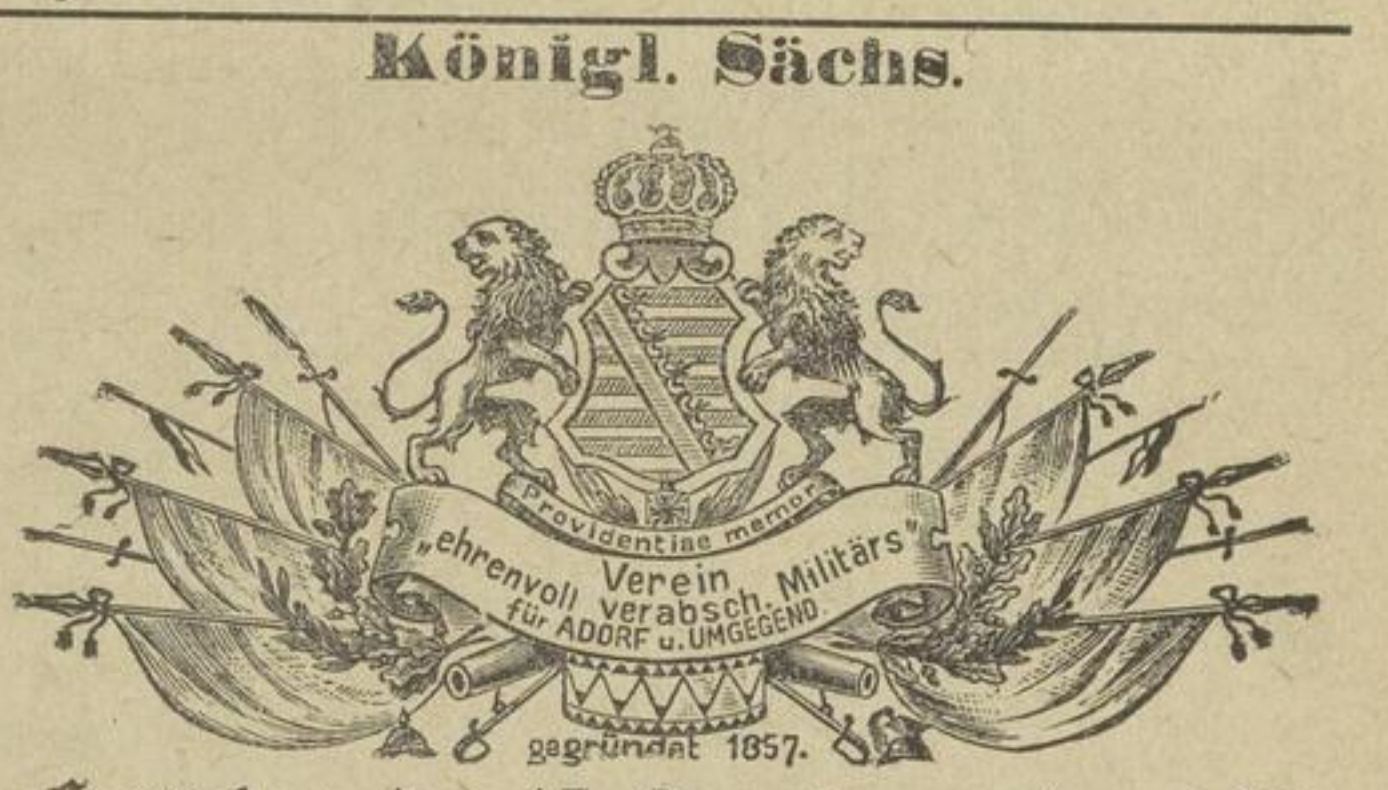 Königl. Sächs.
Providentiae memor
Verein
„ehrenvoll verabsch. Militärs"
für ADORF u. UMGEGEND.
gegründet 1857.